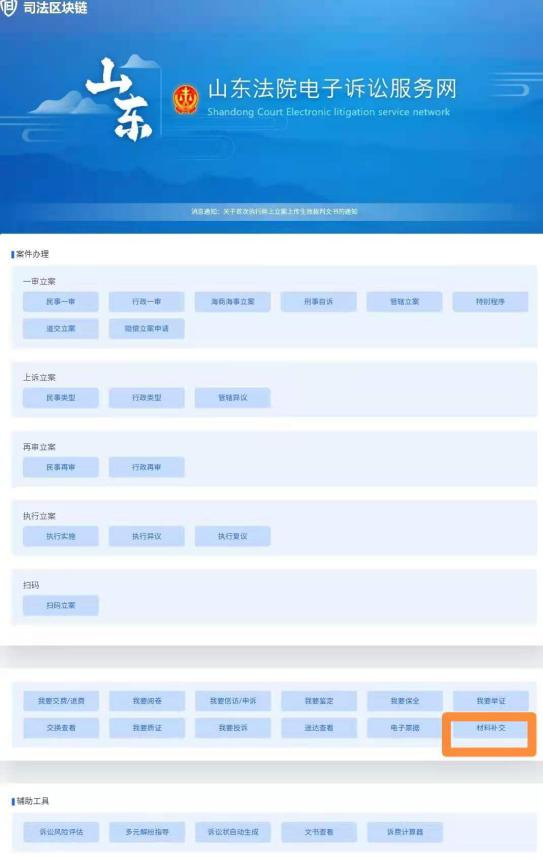 司法区块链
山东
山东法院电子诉讼服务网
Shandong Court Electronic litigation service network
消息通知：关于首次执行网上立案上传生效裁判文书的通知
案件办理
一审立案
民事一审 行政一审 海商海事立案 刑事自诉 管辖立案 特别程序
道交立案 赔偿立案申请
上诉立案
民事类型 行政类型 管辖异议
再审立案
民事再审 行政再审
执行立案
执行实施 执行异议 执行复议
扫码
扫码立案
我要交费/退费 我要阅卷 我要信访/申诉 我要鉴定 我要保全 我要举证
交换查看 我要质证 我要投诉 送达查看 电子票据 材料补交
辅助工具
诉讼风险评估 多元解纷指导 诉讼状自动生成 文书查看 诉费计算器